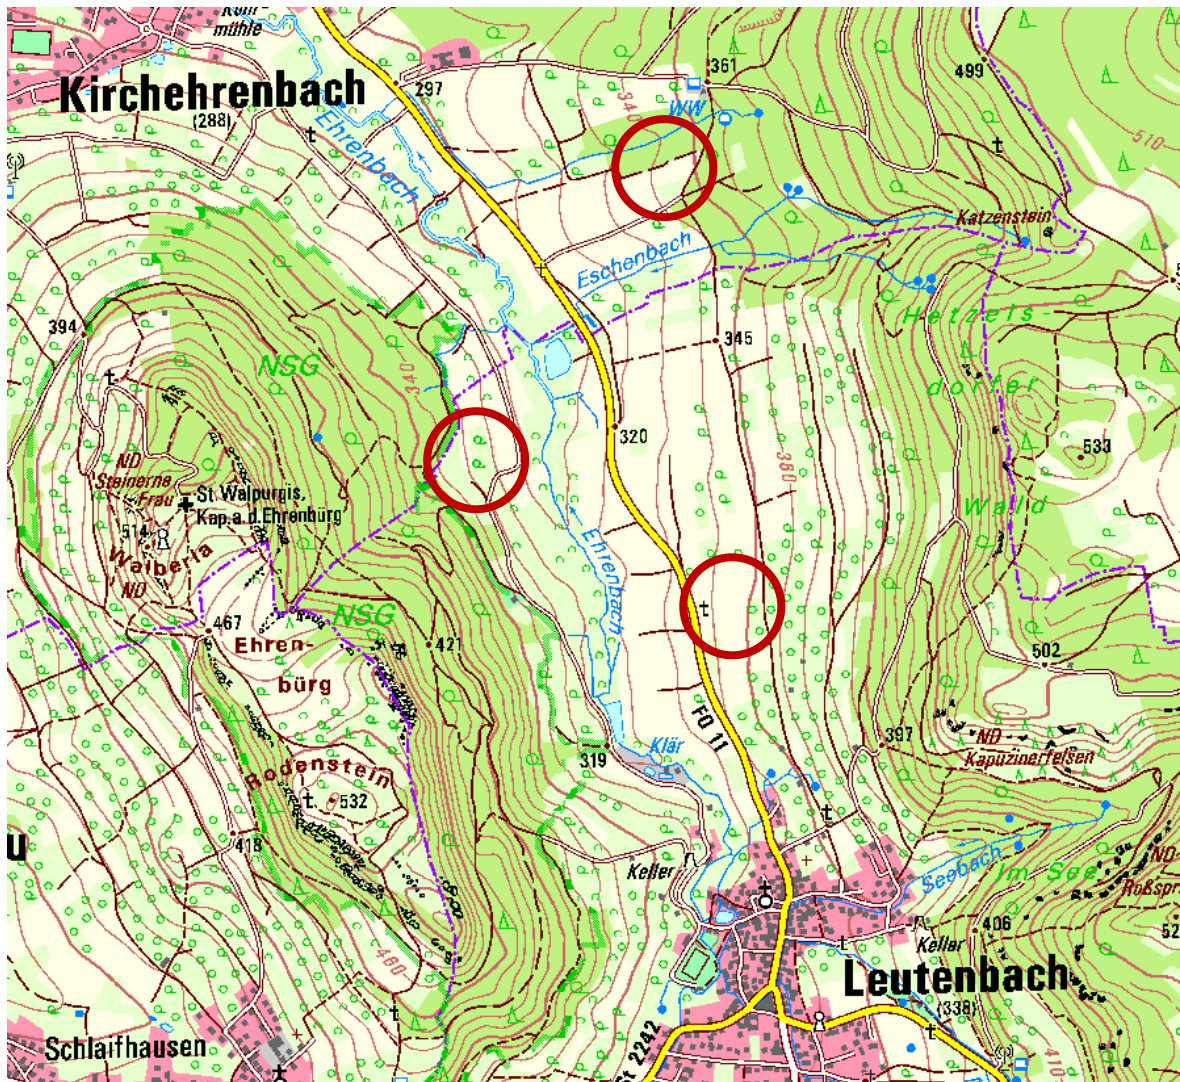 mühle
Kirchehrenbach
(288)
297
361
340
WW
499
510
Ehrenbach
Katzenstein
Eschenbach
394
NSG
340
345
Hetzels-
dorfer
Wald
320
380
533
ND
Steinerne
Frau
St. Walpurgis,
Kap.a.d.Ehrenbürg
514
Walberla
ND
Ehrenbach
467
NSG
421
Ehren-
bürg
502
FO 11
397
ND
Kapuzinerfelsen
319
Klär
Rodenstein
532
418
u
Keller
Seebach
Im See
ND
Roßspr
406
52
Keller
460
Leutenbach
(338)
Schlaifhausen
St 2242
410